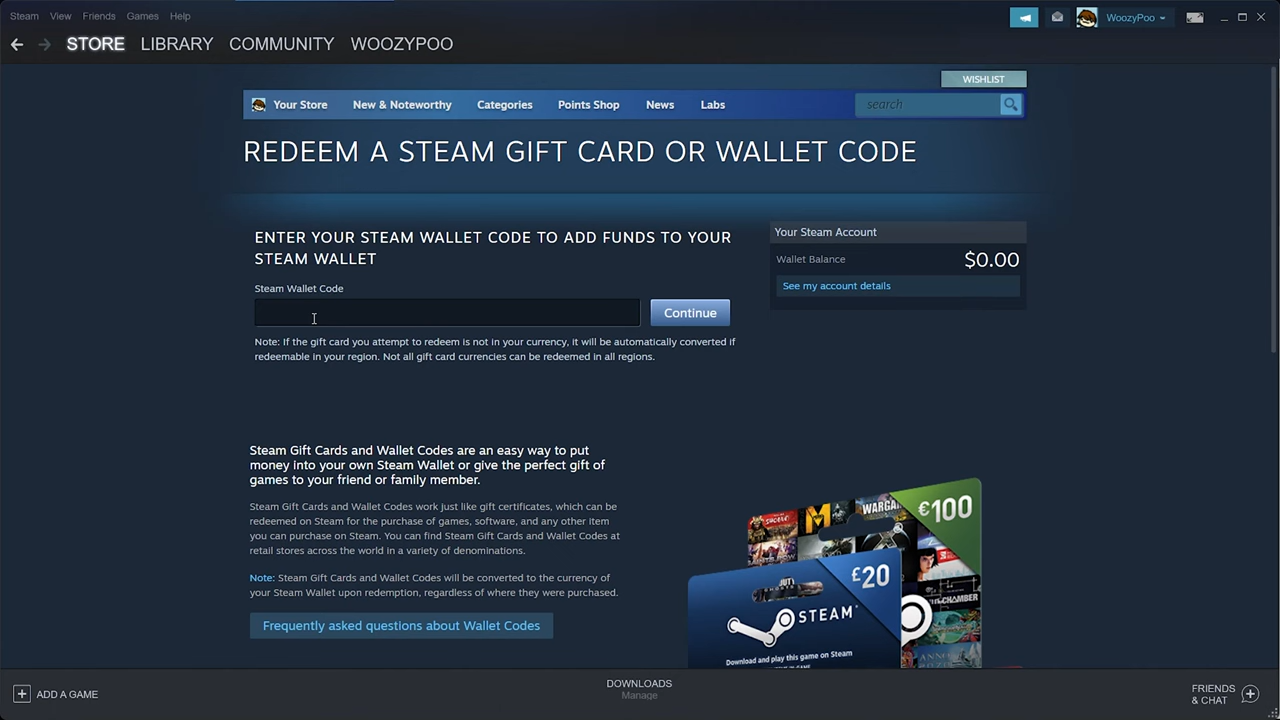 Steam View Friends Games Help
WoozyPoo
STORE LIBRARY COMMUNITY WOOZYPOO
WISHLIST
Your Store New & Noteworthy Categories Points Shop News Labs search
REDEEM A STEAM GIFT CARD OR WALLET CODE
ENTER YOUR STEAM WALLET CODE TO ADD FUNDS TO YOUR
STEAM WALLET
Steam Wallet Code
Continue
Note: If the gift card you attempt to redeem is not in your currency, it will be automatically converted if
redeemable in your region. Not all gift card currencies can be redeemed in all regions.
Your Steam Account
Wallet Balance $0.00
See my account details
Steam Gift Cards and Wallet Codes are an easy way to put
money into your own Steam Wallet or give the perfect gift of
games to your friend or family member.
Steam Gift Cards and Wallet Codes work just like gift certificates, which can be
redeemed on Steam for the purchase of games, software, and any other item
you can purchase on Steam. You can find Steam Gift Cards and Wallet Codes at
retail stores across the world in a variety of denominations.
Note: Steam Gift Cards and Wallet Codes will be converted to the currency of
your Steam Wallet upon redemption, regardless of where they were purchased.
Frequently asked questions about Wallet Codes
€100
£20
STEAM
Download and play this game on Steam
ADD A GAME
DOWNLOADS
Manage
FRIENDS
& CHAT